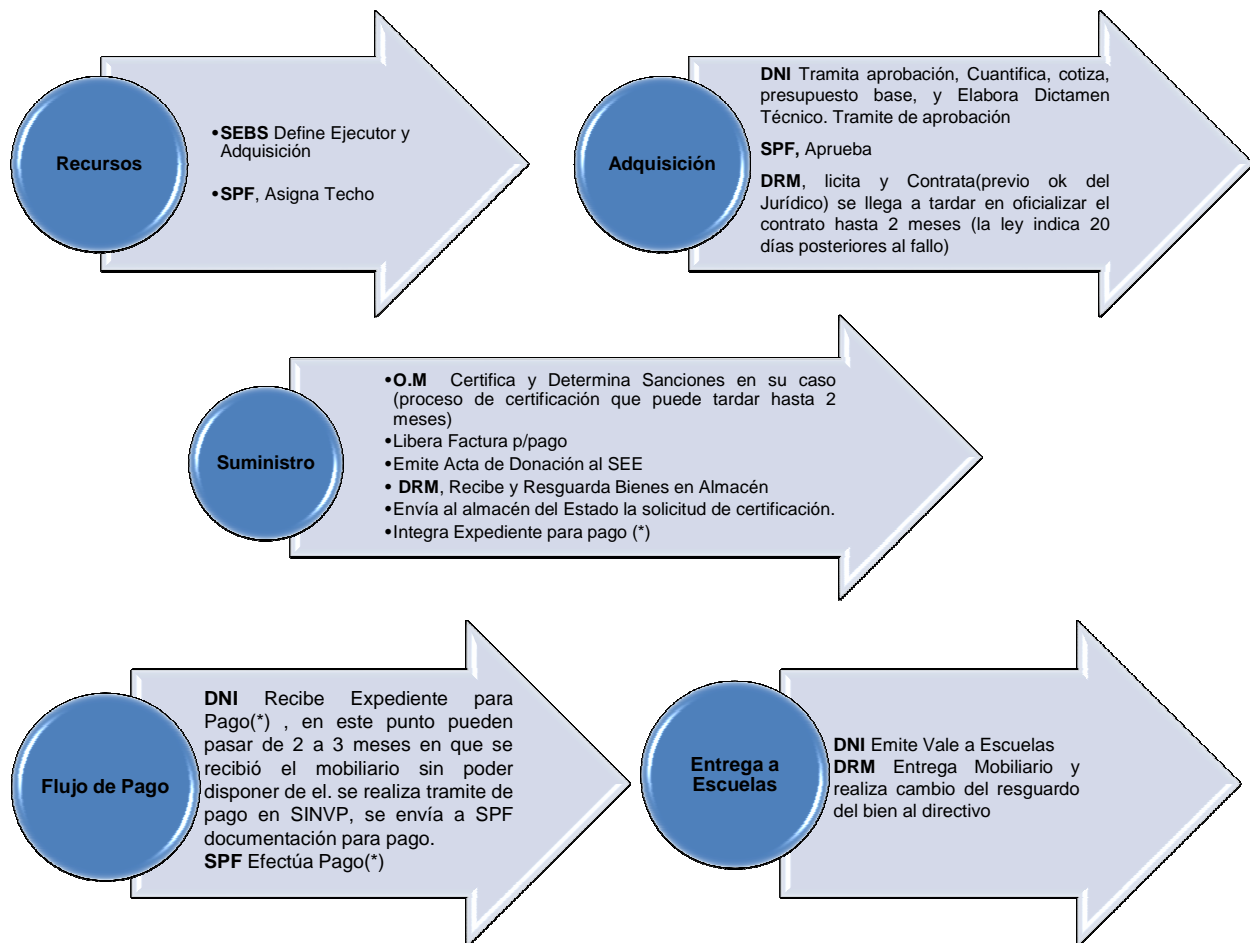 Recursos
•SEBS Define Ejecutor y
Adquisición
•SPF, Asigna Techo
Adquisición
DNI Tramita aprobación, Cuantifica, cotiza,
presupuesto base, y Elabora Dictamen
Técnico. Tramite de aprobación
SPF, Aprueba
DRM, licita y Contrata(previo ok del
Jurídico) se llega a tardar en oficializar el
contrato hasta 2 meses (la ley indica 20
días posteriores al fallo)
Suministro
•O.M Certifica y Determina Sanciones en su caso
(proceso de certificación que puede tardar hasta 2
meses)
•Libera Factura p/pago
•Emite Acta de Donación al SEE
• DRM, Recibe y Resguarda Bienes en Almacén
•Envía al almacén del Estado la solicitud de certificación.
•Integra Expediente para pago (*)
Flujo de Pago
DNI Recibe Expediente para
Pago(*) , en este punto pueden
pasar de 2 a 3 meses en que se
recibió el mobiliario sin poder
disponer de el. se realiza tramite de
pago en SINVP, se envía a SPF
documentación para pago.
SPF Efectúa Pago(*)
Entrega a
Escuelas
DNI Emite Vale a Escuelas
DRM Entrega Mobiliario y
realiza cambio del resguardo
del bien al directivo